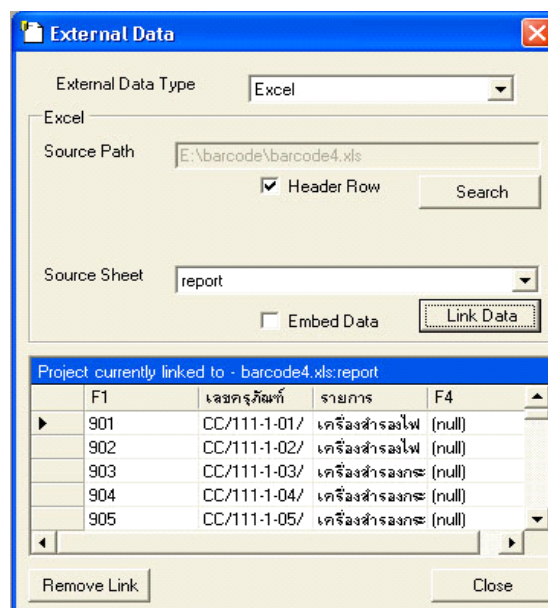 External Data
External Data Type Excel
Excel
Source Path E:\barcode\barcode4.xls
Header Row Search
Source Sheet report
Embed Data Link Data
Project currently linked to - barcode4.xls:report
F1 เลขครุภัณฑ์ รายการ F4
901 CC/111-1-01/ เครื่องสำรองไฟ (null)
902 CC/111-1-02/ เครื่องสำรองไฟ (null)
903 CC/111-1-03/ เครื่องสำรองกระ (null)
904 CC/111-1-04/ เครื่องสำรองกระ (null)
905 CC/111-1-05/ เครื่องสำรองกระ (null)
Remove Link Close